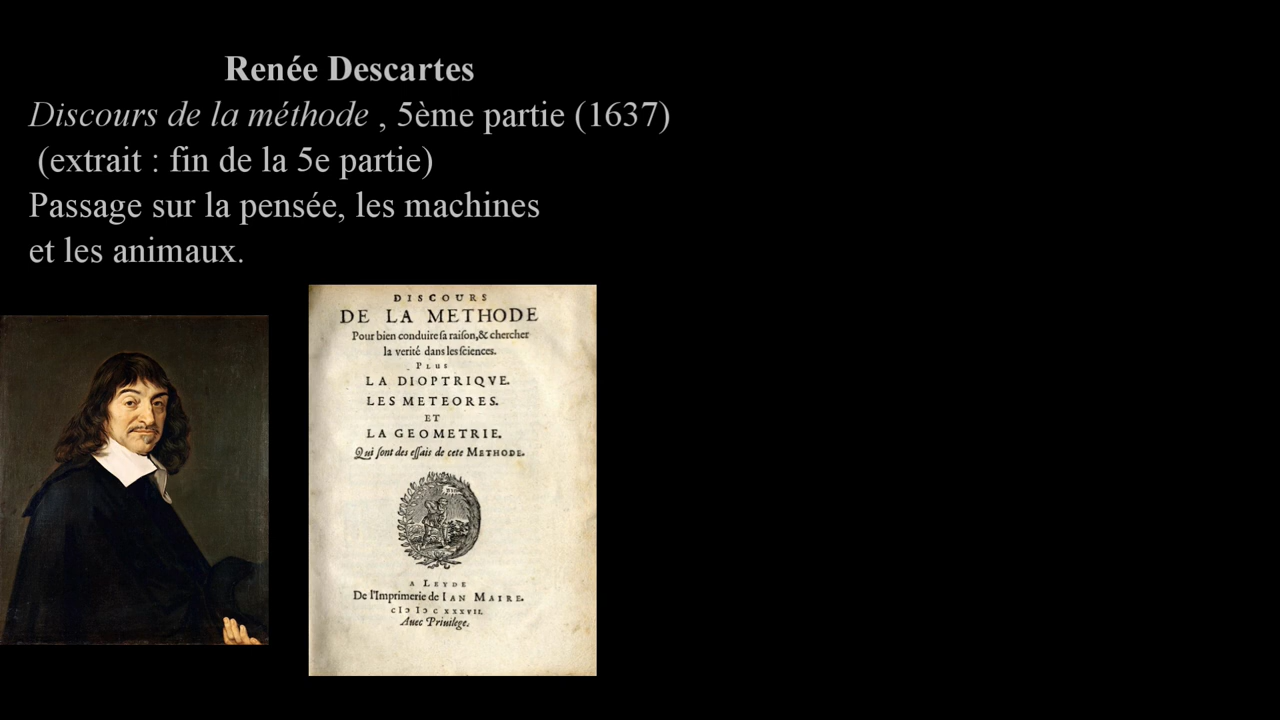 Renée Descartes
Discours de la méthode , 5ème partie (1637)
(extrait : fin de la 5e partie)
Passage sur la pensée, les machines
et les animaux.
DISCOURS
DE LA METHODE
Pour bien conduire sa raiſon, & chercher
la verité dans les ſciences.
PLUS
LA DIOPTRIQVE.
LES METEORES.
ET
LA GEOMETRIE.
Qui ſont des eſſais de cete METHODE.
A LEYDE
De l'Imprimerie de IAN MAIRE.
cIↃ IↃ C XXXVII.
Auec Priuilege.